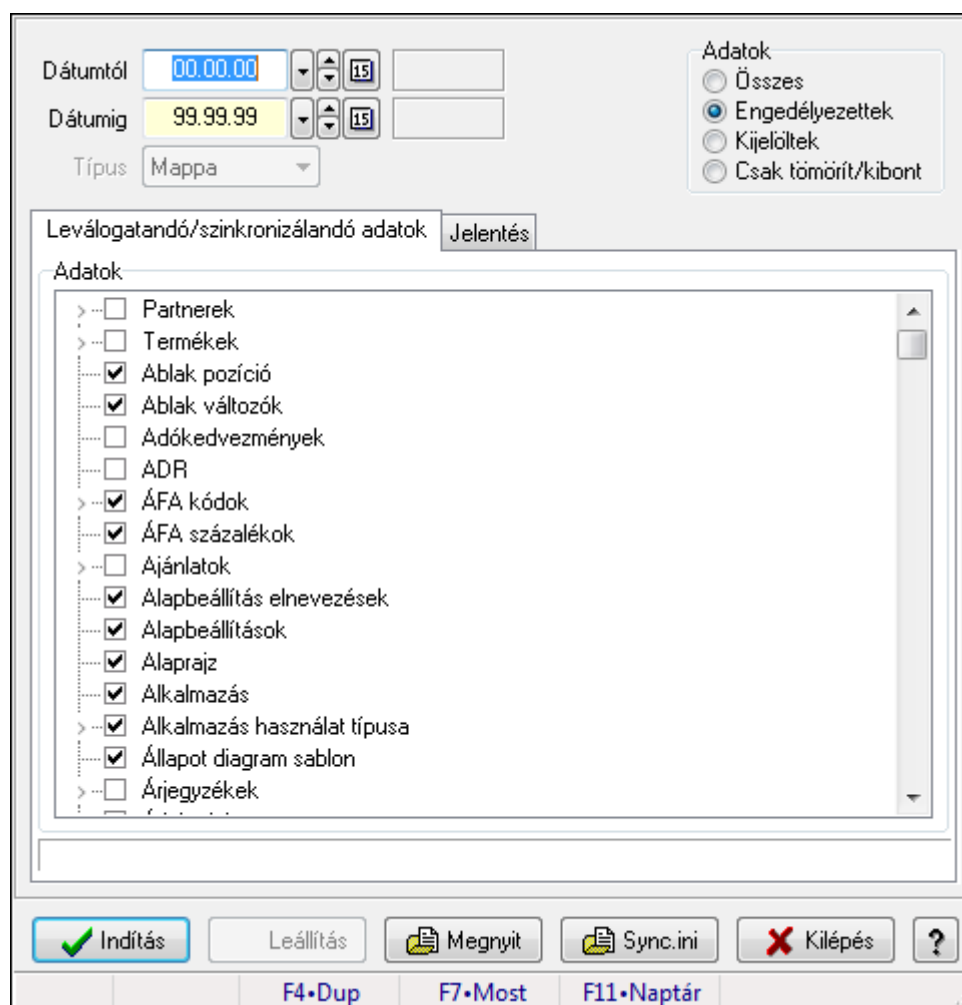 Dátumtól 00.00.00 15
Dátumig 99.99.99 15
Típus Mappa
Adatok
Összes
Engedélyezettek
Kijelöltek
Csak tömörít/kibont
Leválogatandó/szinkronizálandó adatok Jelentés
Adatok
Partnerek
Termékek
Ablak pozíció
Ablak változók
Adókedvezmények
ADR
ÁFA kódok
ÁFA százalékok
Ajánlatok
Alapbeállítás elnevezések
Alapbeállítások
Alaprajz
Alkalmazás
Alkalmazás használat típusa
Állapot diagram sablon
Árjegyzékek
Indítás Leállítás Megnyit Sync.ini Kilépés ?
F4•Dup F7•Most F11•Naptár